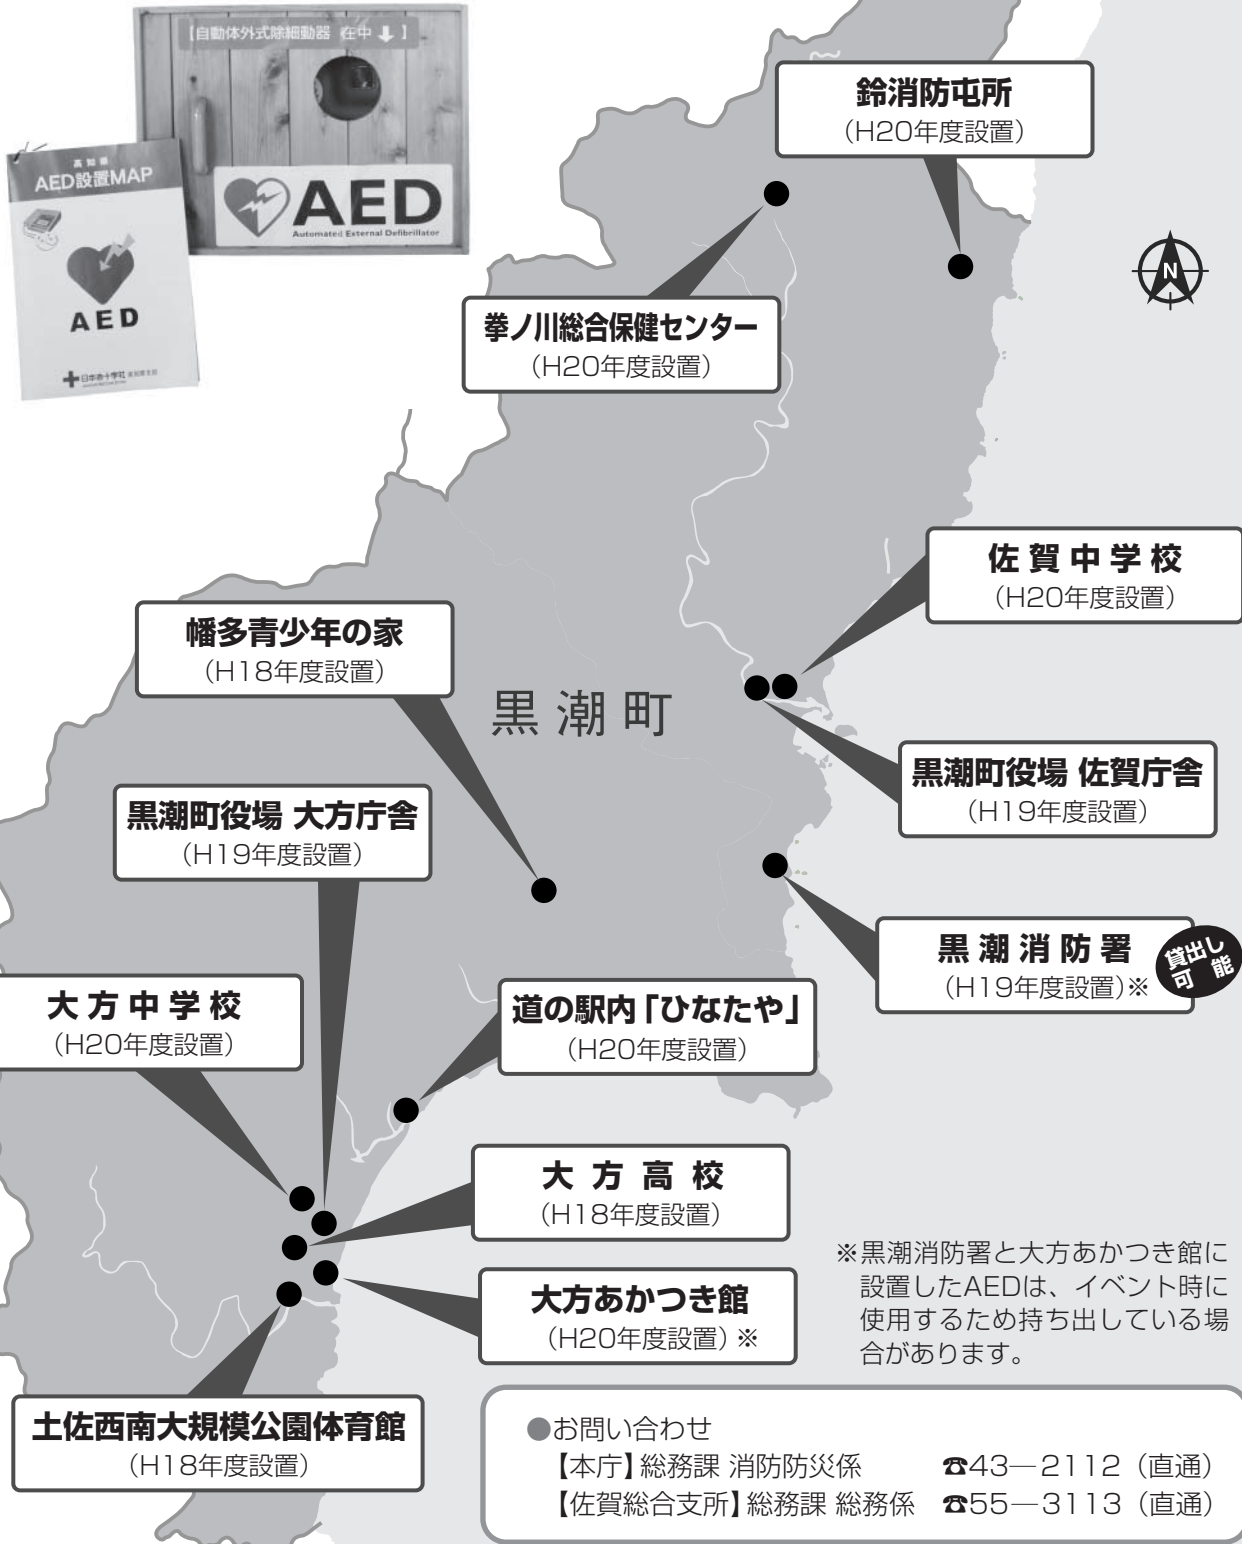 【自動体外式除細動器 在中⬇】
AED
Automated External Defibrillator
高知県
AED設置MAP
AED
日本赤十字社 高知県支部
鈴消防屯所
（H20年度設置）
N
拳ノ川総合保健センター
（H20年度設置）
佐賀中学校
（H20年度設置）
幡多青少年の家
（H18年度設置）
黒潮町
黒潮町役場 佐賀庁舎
（H19年度設置）
黒潮町役場 大方庁舎
（H19年度設置）
黒潮消防署
（H19年度設置）※
貸出し
可能
大方中学校
（H20年度設置）
道の駅内「ひなたや」
（H20年度設置）
大方高校
（H18年度設置）
大方あかつき館
（H20年度設置）※
※黒潮消防署と大方あかつき館に
設置したAEDは、イベント時に
使用するため持ち出している場
合があります。
土佐西南大規模公園体育館
（H18年度設置）
●お問い合わせ
【本庁】総務課 消防防災係 ☎43―2112（直通）
【佐賀総合支所】総務課 総務係 ☎55―3113（直通）